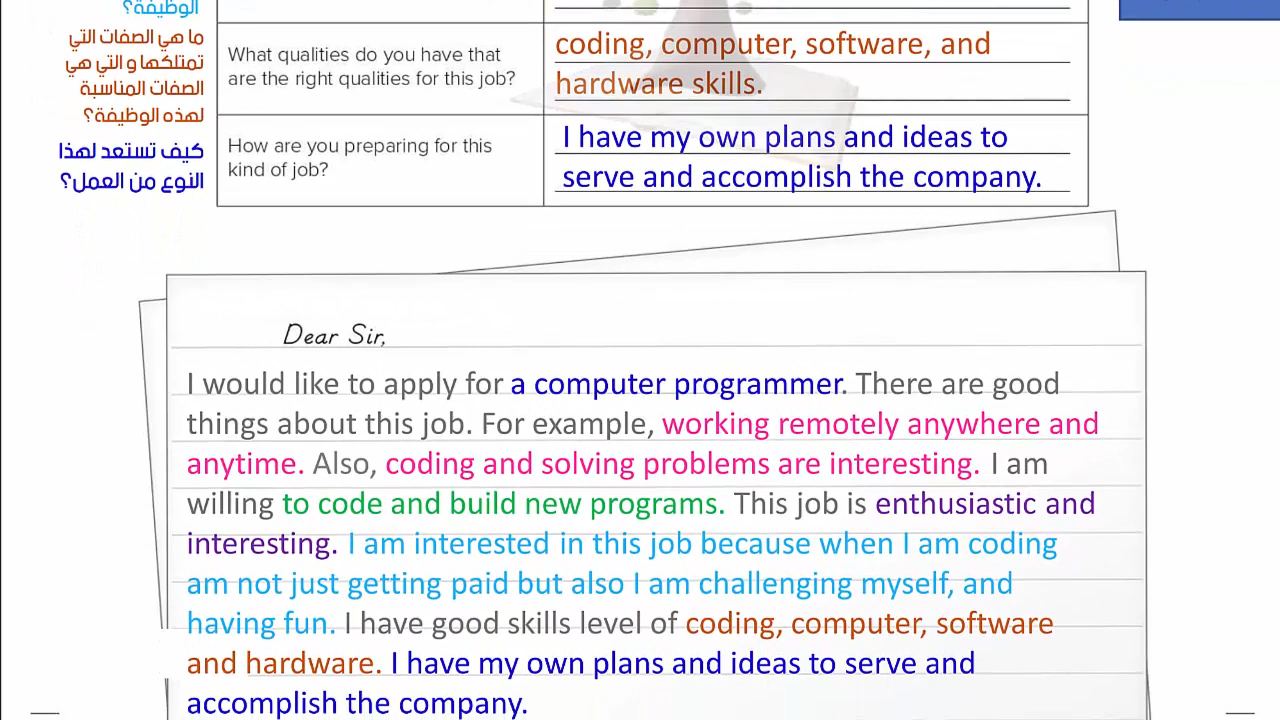 الوظيفة؟
ما هي الصفات التي
تمتلكها و التي هي
الصفات المناسبة
لهذه الوظيفة؟
What qualities do you have that
are the right qualities for this job?
coding, computer, software, and
hardware skills.
كيف تستعد لهذا
النوع من العمل؟
How are you preparing for this
kind of job?
I have my own plans and ideas to
serve and accomplish the company.
Dear Sir,
I would like to apply for a computer programmer. There are good
things about this job. For example, working remotely anywhere and
anytime. Also, coding and solving problems are interesting. I am
willing to code and build new programs. This job is enthusiastic and
interesting. I am interested in this job because when I am coding
am not just getting paid but also I am challenging myself, and
having fun. I have good skills level of coding, computer, software
and hardware. I have my own plans and ideas to serve and
accomplish the company.